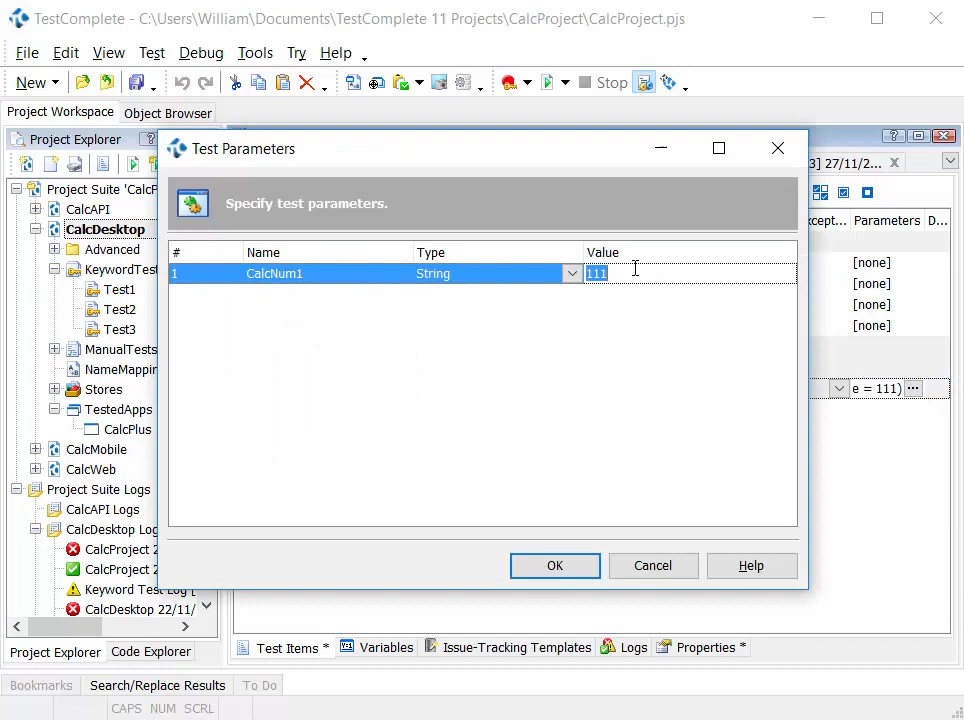 TestComplete - C:\Users\William\Documents\TestComplete 11 Projects\CalcProject\CalcProject.pjs
File Edit View Test Debug Tools Try Help
New Stop
Project Workspace Object Browser
Project Explorer ?
3] 27/11/2...
Project Suite 'CalcP
CalcAPI
CalcDesktop
Advanced
KeywordTest
Test1
Test2
Test3
ManualTests
NameMappin
Stores
TestedApps
CalcPlus
CalcMobile
CalcWeb
Project Suite Logs
CalcAPI Logs
CalcDesktop Log
CalcProject 2
CalcProject 2
Keyword Test Log [
CalcDesktop 22/11/
Project Explorer Code Explorer
Test Parameters
Specify test parameters.
# Name Type Value
1 CalcNum1 String 111
OK Cancel Help
xcept... Parameters D...
[none]
[none]
[none]
[none]
e = 111) ...
Test Items * Variables Issue-Tracking Templates Logs Properties *
Bookmarks Search/Replace Results To Do
CAPS NUM SCRL